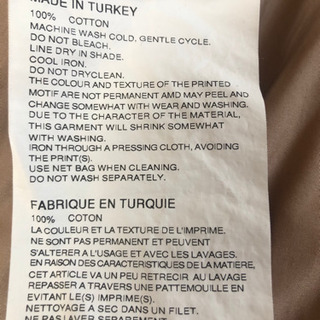 MADE IN TURKEY
100% COTTON
MACHINE WASH COLD. GENTLE CYCLE.
DO NOT BLEACH.
LINE DRY IN SHADE.
COOL IRON.
DO NOT DRYCLEAN.
THE COLOUR AND TEXTURE OF THE PRINTED
MOTIF ARE NOT PERMANENT AMD MAY PEEL AND
CHANGE SOMEWHAT WITH WEAR AND WASHING.
DUE TO THE CHARACTER OF THE MATERIAL,
THIS GARMENT WILL SHRINK SOMEWHAT
WITH WASHING.
IRON THROUGH A PRESSING CLOTH, AVOIDING
THE PRINT(S).
USE NET BAG WHEN CLEANING.
DO NOT WASH SEPARATELY.
FABRIQUE EN TURQUIE
100% COTON
LA COULEUR ET LA TEXTURE DE L'IMPRIME.
NE SONT PAS PERMANENT ET PEUVENT
S'ALTERER A L'USAGE ET AVEC LES LAVAGES.
EN RAISON DES CARACTERISTIQUES DE LA MATIERE,
CET ARTICLE VA UN PEU RETRECIR AU LAVAGE
REPASSER A TRAVERS UNE PATTEMOUILLE EN
EVITANT LE(S) IMPRIME(S).
NETTOYAGE A SEC DANS UN FILET.
NE PAS LAVER SEPAREMENT